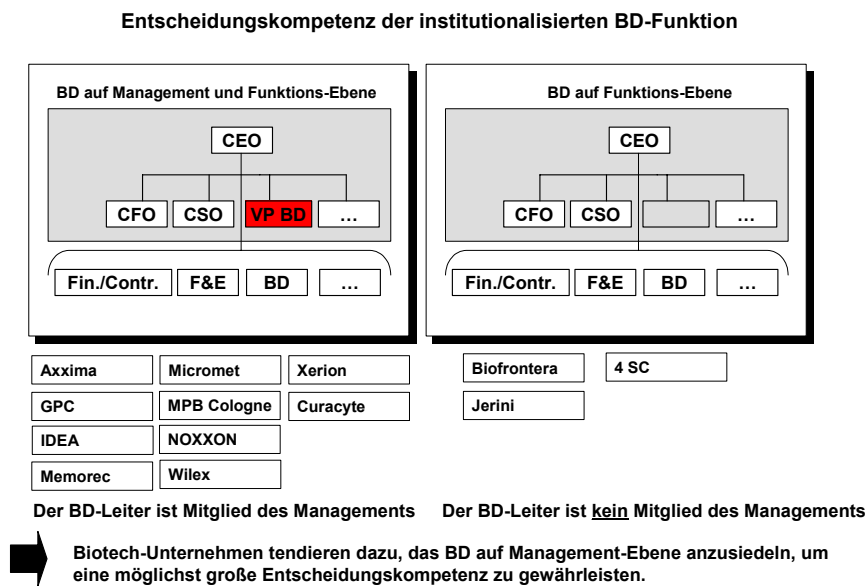 Entscheidungskompetenz der institutionalisierten BD-Funktion
BD auf Management und Funktions-Ebene
CEO
CFO
CSO
VP BD
…
Fin./Contr.
F&E
BD
…
BD auf Funktions-Ebene
CEO
CFO
CSO
…
Fin./Contr.
F&E
BD
…
Axxima
Micromet
Xerion
GPC
MPB Cologne
Curacyte
IDEA
NOXXON
Memorec
Wilex
Biofrontera
4 SC
Jerini
Der BD-Leiter ist Mitglied des Managements
Der BD-Leiter ist kein Mitglied des Managements
Biotech-Unternehmen tendieren dazu, das BD auf Management-Ebene anzusiedeln, um
eine möglichst große Entscheidungskompetenz zu gewährleisten.